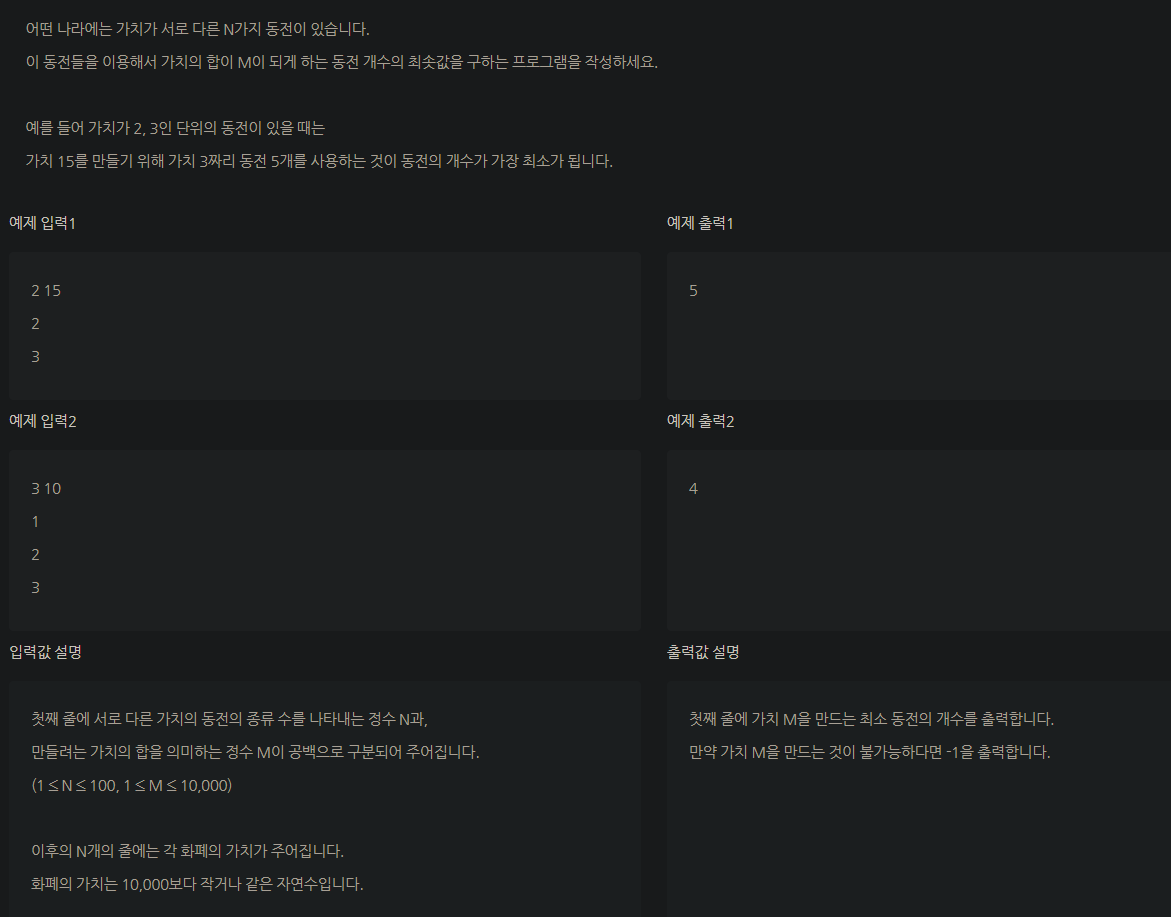 어떤 나라에는 가치가 서로 다른 N가지 동전이 있습니다.
이 동전들을 이용해서 가치의 합이 M이 되게 하는 동전 개수의 최솟값을 구하는 프로그램을 작성하세요.
예를 들어 가치가 2, 3인 단위의 동전이 있을 때는
가치 15를 만들기 위해 가치 3짜리 동전 5개를 사용하는 것이 동전의 개수가 가장 최소가 됩니다.
예제 입력1
2 15
2
3
예제 출력1
5
예제 입력2
3 10
1
2
3
예제 출력2
4
입력값 설명
첫째 줄에 서로 다른 가치의 동전의 종류 수를 나타내는 정수 N과,
만들려는 가치의 합을 의미하는 정수 M이 공백으로 구분되어 주어집니다.
(1 ≤ N ≤ 100, 1 ≤ M ≤ 10,000)
이후의 N개의 줄에는 각 화폐의 가치가 주어집니다.
화폐의 가치는 10,000보다 작거나 같은 자연수입니다.
출력값 설명
첫째 줄에 가치 M을 만드는 최소 동전의 개수를 출력합니다.
만약 가치 M을 만드는 것이 불가능하다면 -1을 출력합니다.